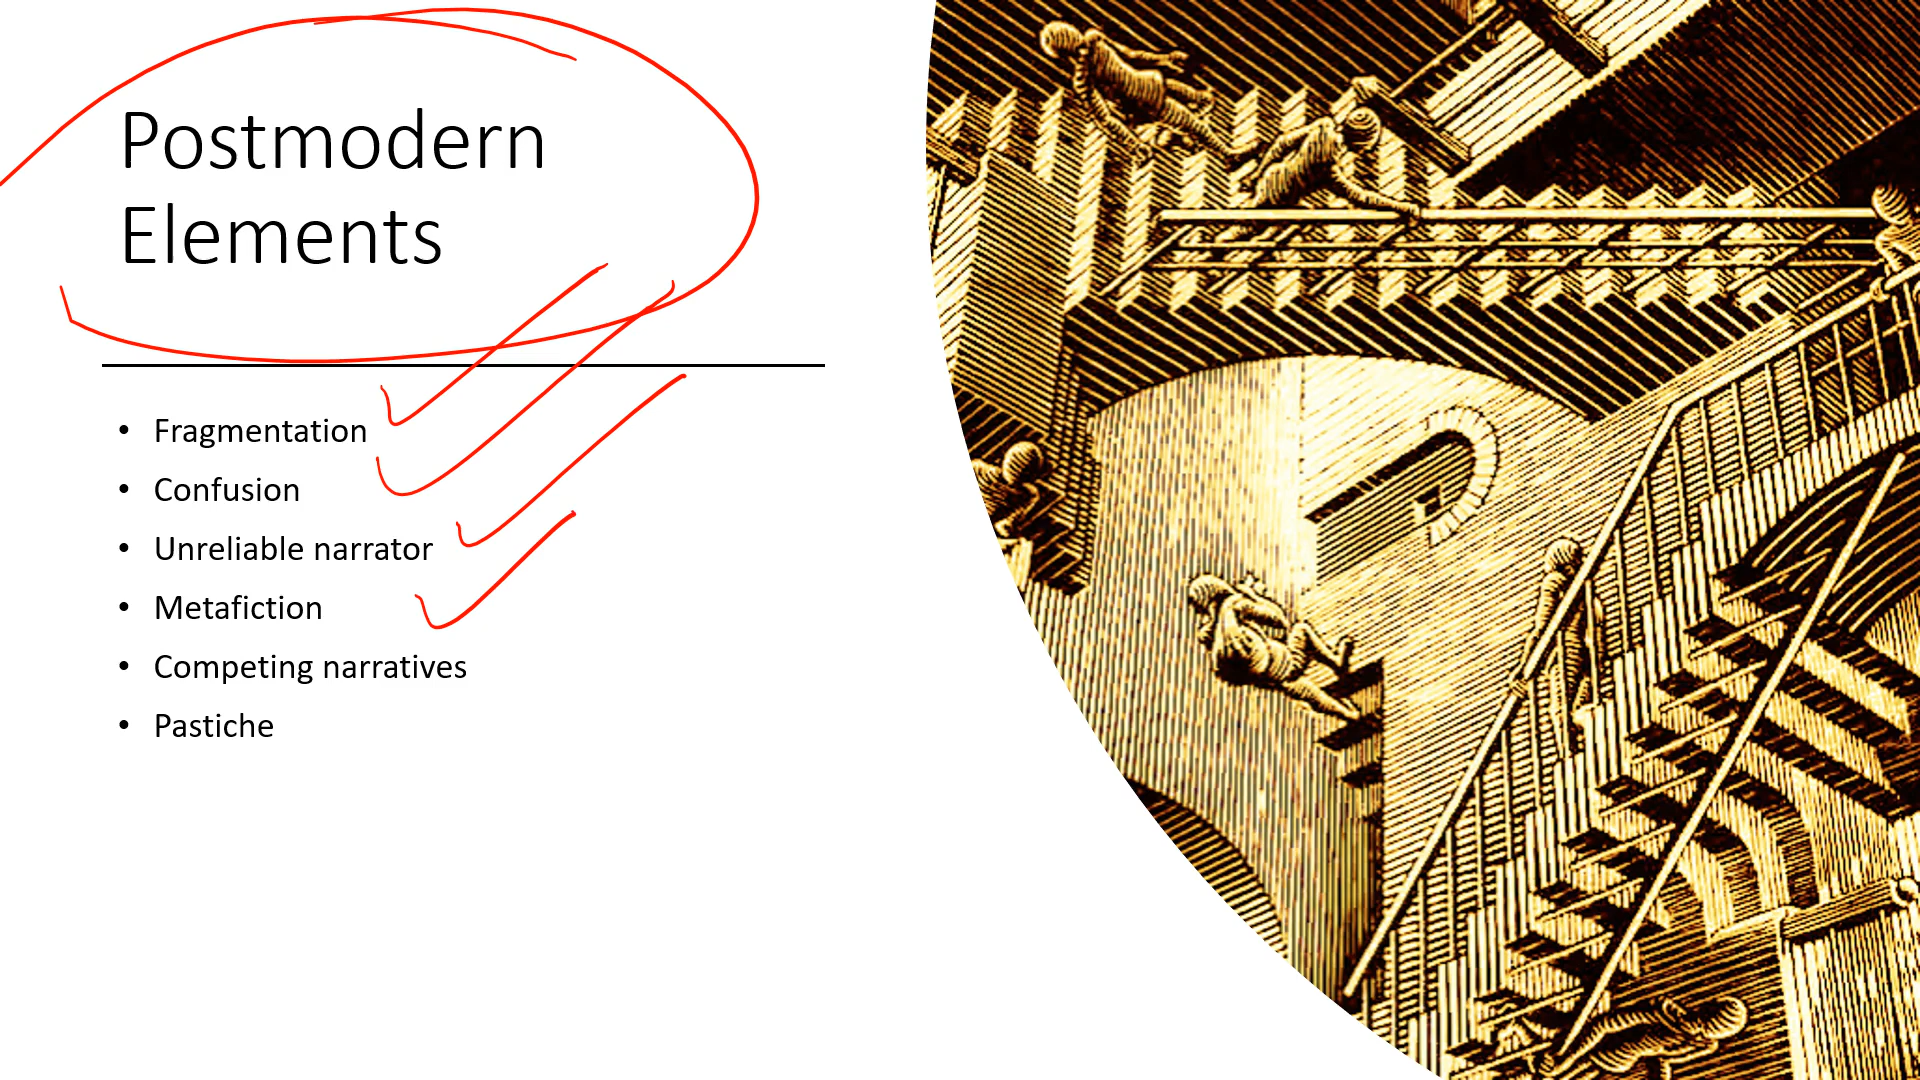 Postmodern
Elements
• Fragmentation
• Confusion
• Unreliable narrator
• Metafiction
• Competing narratives
• Pastiche